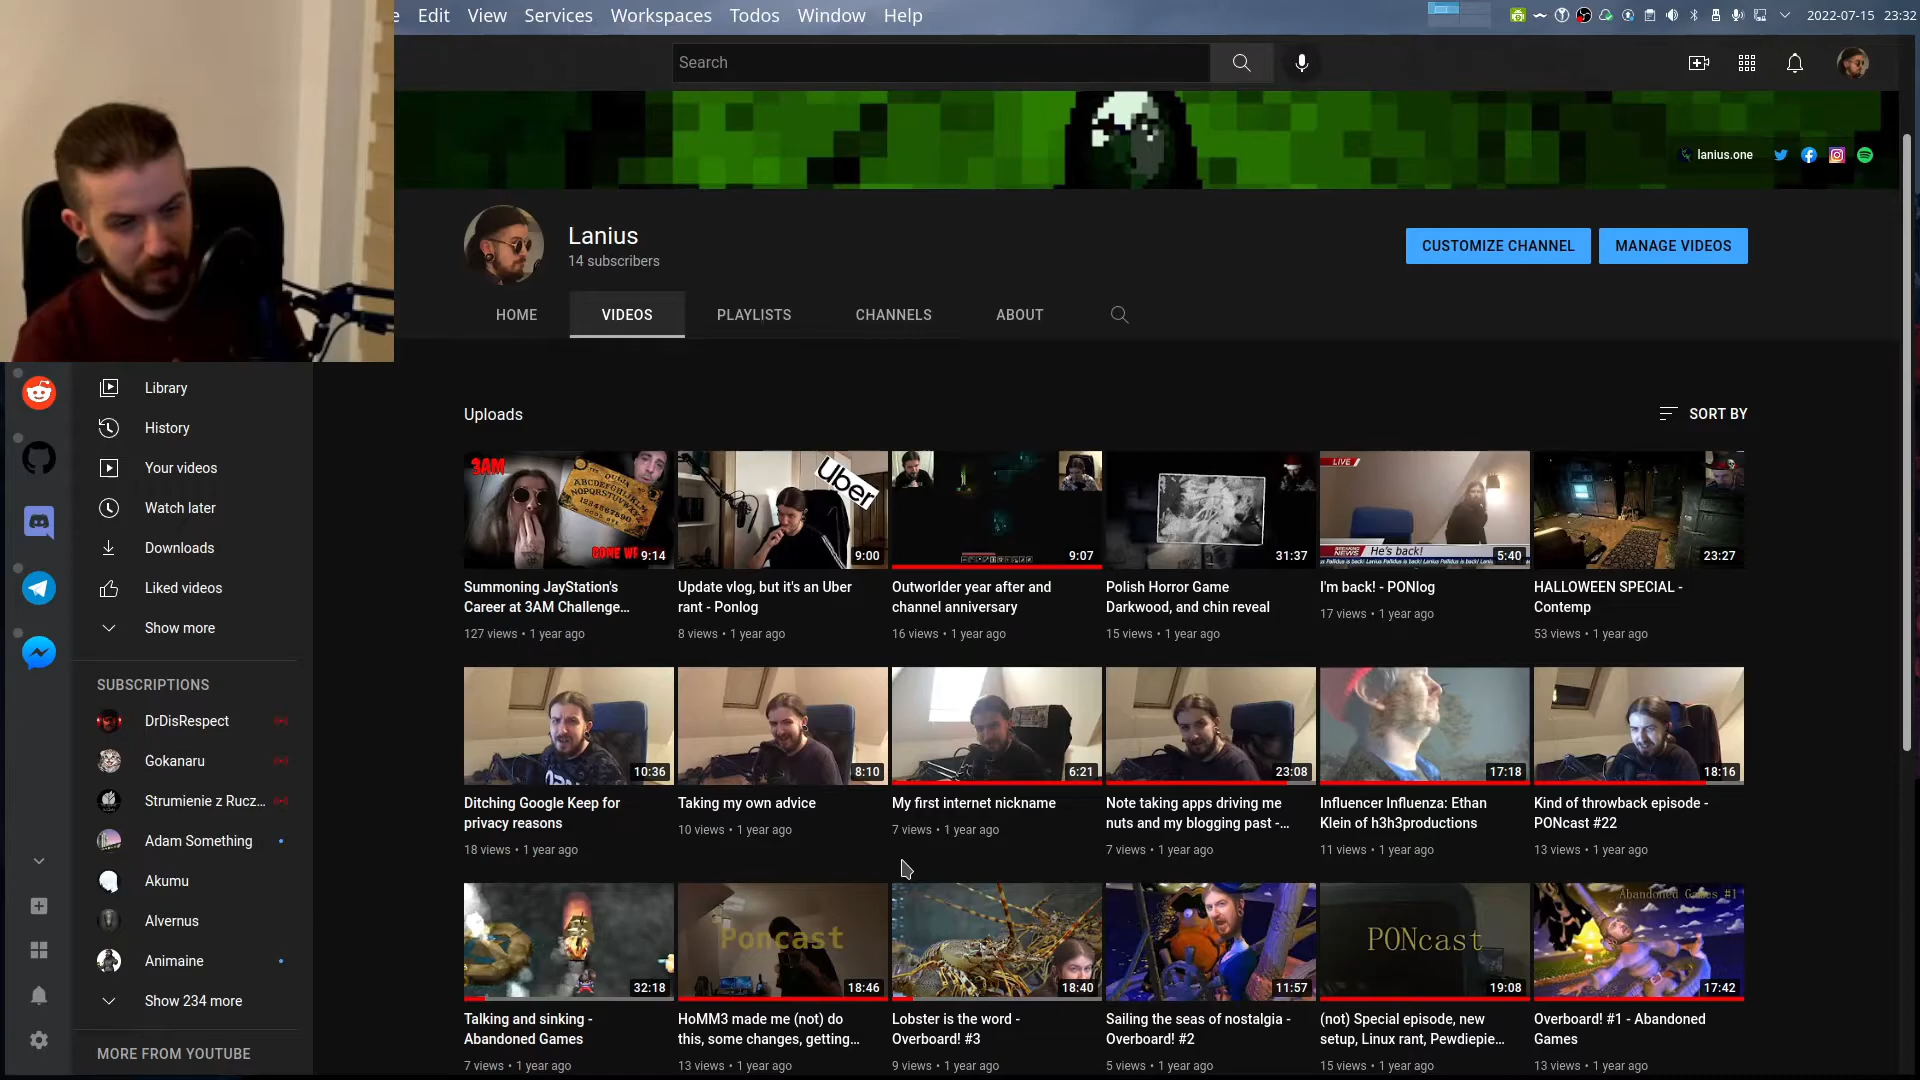 Edit View Services Workspaces Todos Window Help
2022-07-15 23:32
Search
lanius.one
Lanius
14 subscribers
CUSTOMIZE CHANNEL
MANAGE VIDEOS
HOME
VIDEOS
PLAYLISTS
CHANNELS
ABOUT
Library
History
Your videos
Watch later
Downloads
Liked videos
Show more
SUBSCRIPTIONS
DrDisRespect
Gokanaru
Strumienie z Rucz...
Adam Something
Akumu
Alvernus
Animaine
Show 234 more
MORE FROM YOUTUBE
Uploads
SORT BY
3AM
9:14
Uber
9:00
9:07
31:37
LIVE
BREAKING NEWS
He's back!
5:40
23:27
Summoning JayStation's
Career at 3AM Challenge...
127 views • 1 year ago
Update vlog, but it's an Uber
rant - Ponlog
8 views • 1 year ago
Outworlder year after and
channel anniversary
16 views • 1 year ago
Polish Horror Game
Darkwood, and chin reveal
15 views • 1 year ago
I'm back! - PONlog
17 views • 1 year ago
HALLOWEEN SPECIAL -
Contemp
53 views • 1 year ago
10:36
8:10
6:21
23:08
17:18
18:16
Ditching Google Keep for
privacy reasons
18 views • 1 year ago
Taking my own advice
10 views • 1 year ago
My first internet nickname
7 views • 1 year ago
Note taking apps driving me
nuts and my blogging past -...
7 views • 1 year ago
Influencer Influenza: Ethan
Klein of h3h3productions
11 views • 1 year ago
Kind of throwback episode -
PONcast #22
13 views • 1 year ago
32:18
Poncast
18:46
18:40
11:57
PONcast
19:08
Abandoned Games #1
17:42
Talking and sinking -
Abandoned Games
7 views • 1 year ago
HoMM3 made me (not) do
this, some changes, getting...
13 views • 1 year ago
Lobster is the word -
Overboard! #3
9 views • 1 year ago
Sailing the seas of nostalgia -
Overboard! #2
5 views • 1 year ago
(not) Special episode, new
setup, Linux rant, Pewdiepie...
15 views • 1 year ago
Overboard! #1 - Abandoned
Games
13 views • 1 year ago